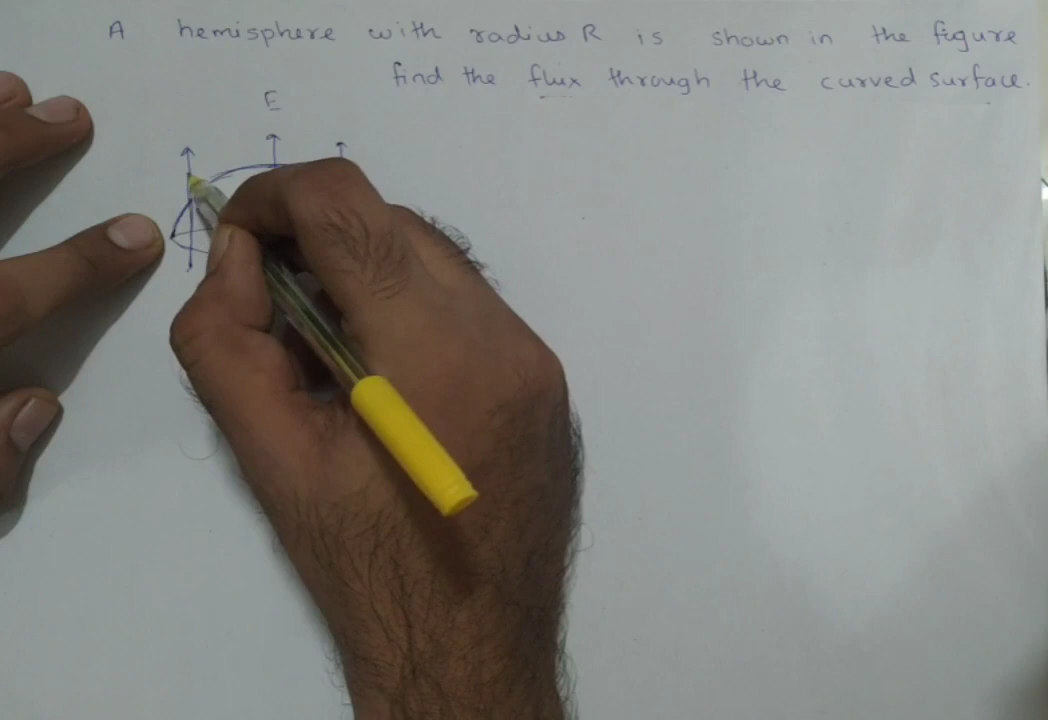 A hemisphere with radius R is shown in the figure
find the flux through the curved surface.
E